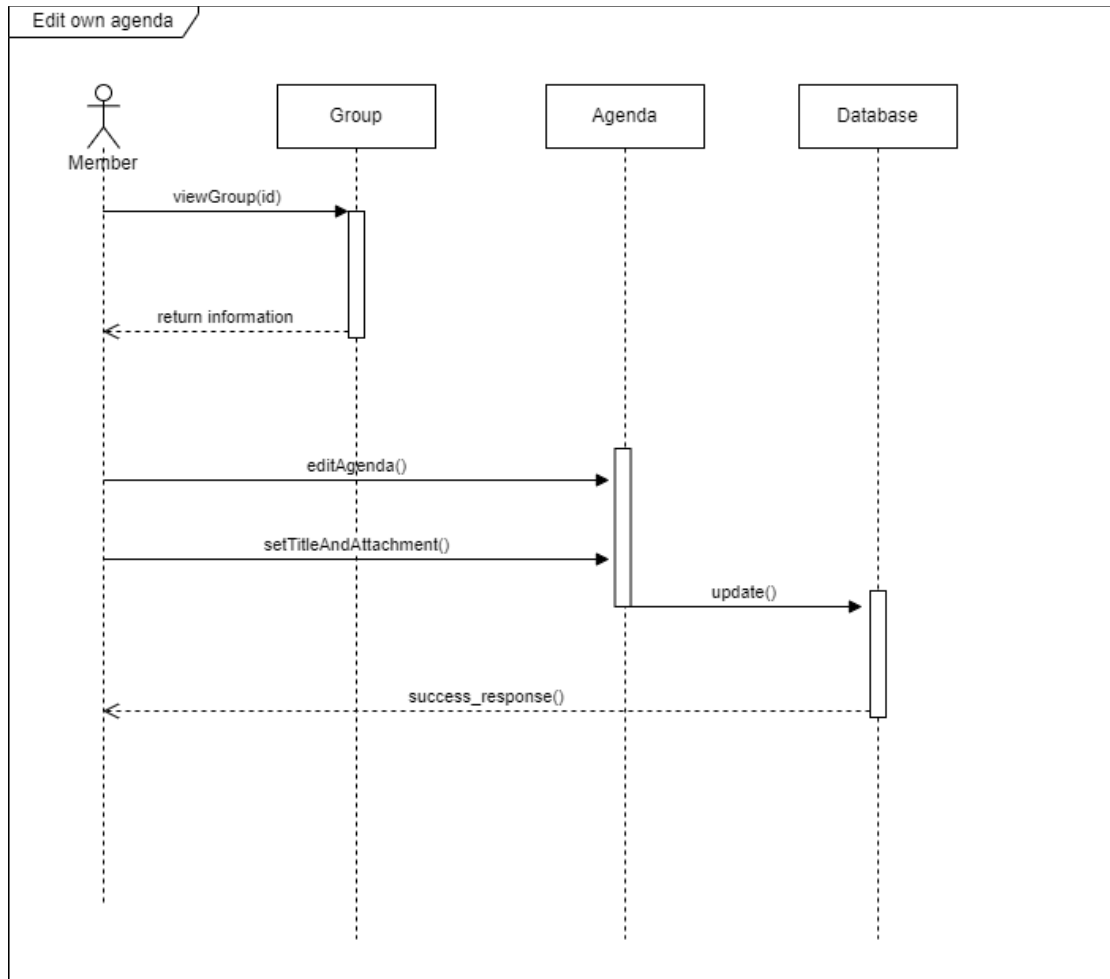 Edit own agenda
Group
Agenda
Database
Member
viewGroup(id)
return information
editAgenda()
setTitleAndAttachment()
update()
success_response()